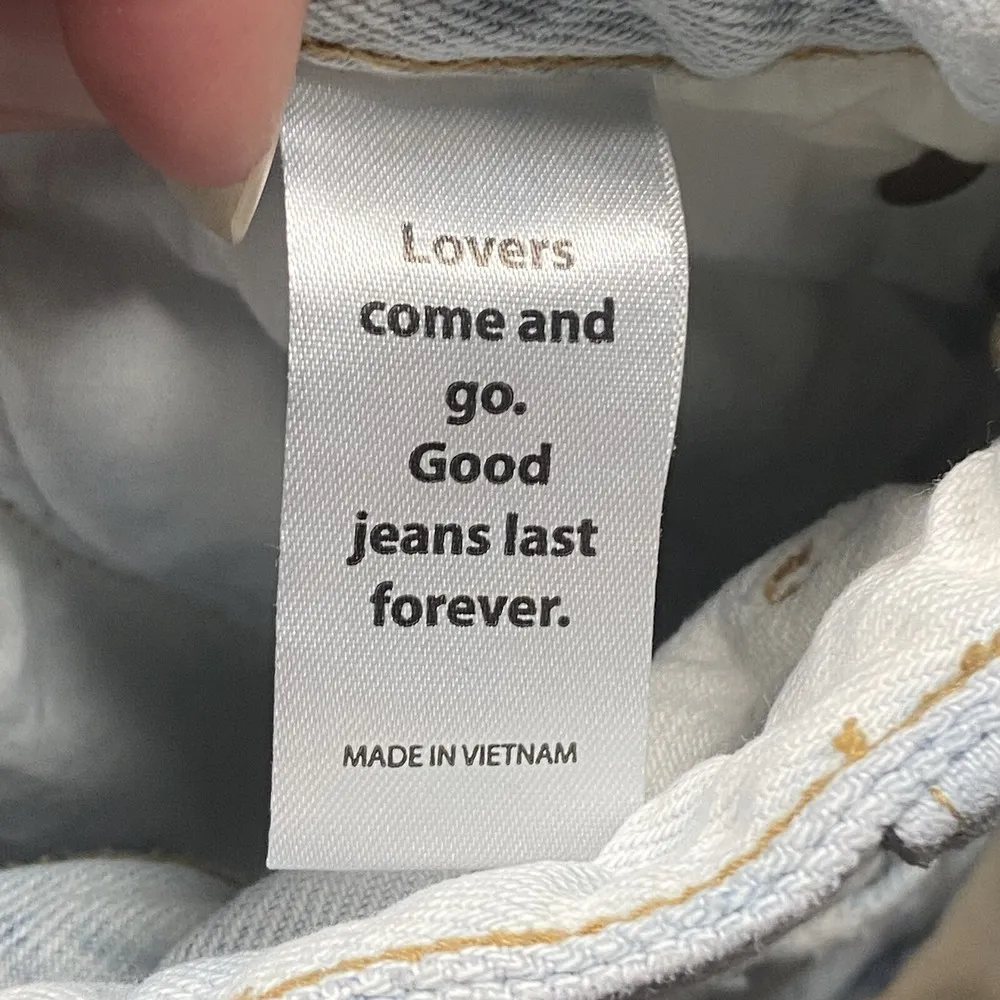 Lovers
come and
go.
Good
jeans last
forever.
MADE IN VIETNAM